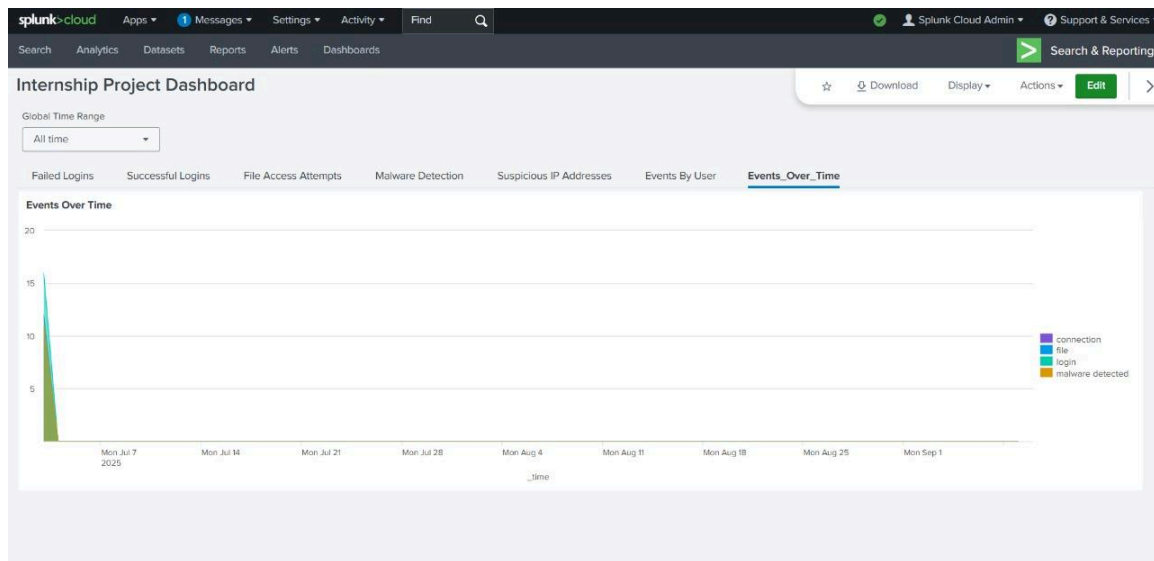 splunk>cloud Apps 1 Messages Settings Activity Find Splunk Cloud Admin ? Support & Services
Search Analytics Datasets Reports Alerts Dashboards Search & Reporting
Internship Project Dashboard Download Display Actions Edit
Global Time Range
All time
Failed Logins Successful Logins File Access Attempts Malware Detection Suspicious IP Addresses Events By User Events_Over_Time
Events Over Time
20
15
10
5
connection
file
login
malware detected
Mon Jul 7 Mon Jul 14 Mon Jul 21 Mon Jul 28 Mon Aug 4 Mon Aug 11 Mon Aug 18 Mon Aug 25 Mon Sep 1
2025
_time